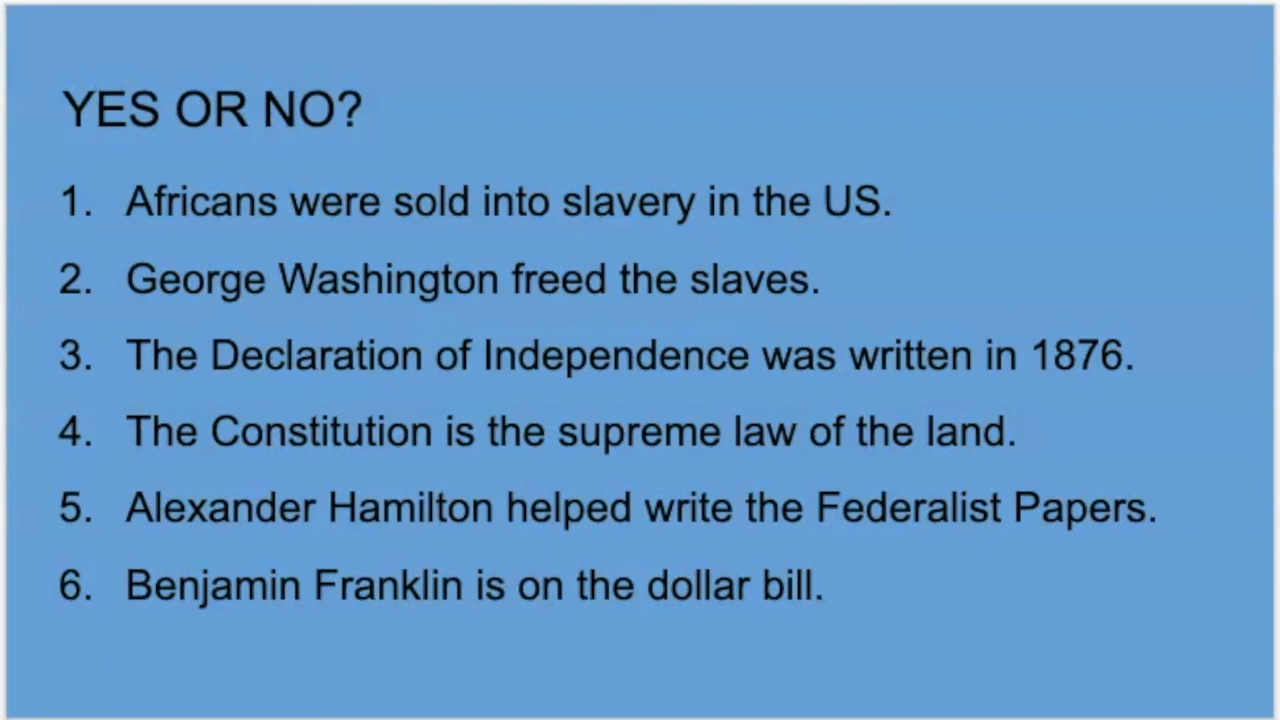 YES OR NO?
1. Africans were sold into slavery in the US.
2. George Washington freed the slaves.
3. The Declaration of Independence was written in 1876.
4. The Constitution is the supreme law of the land.
5. Alexander Hamilton helped write the Federalist Papers.
6. Benjamin Franklin is on the dollar bill.